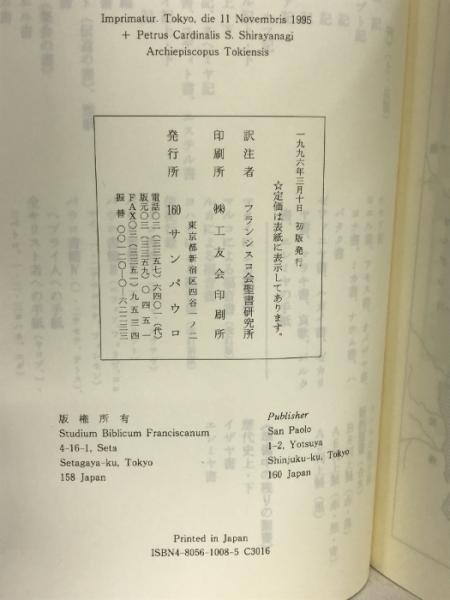 Imprimatur. Tokyo, die 11 Novembris 1995
+ Petrus Cardinalis S. Shirayanagi
Archiepiscopus Tokiensis
一九九六年三月十日 初版発行
☆定価は表紙に表示してあります。
訳注者 フランシスコ会聖書研究所
印刷所 ㈱工友会印刷所
東京都新宿区四谷一ノ二
発行所 160 サンパウロ
電話〇三(三三五七)六四〇一(代)
版元〇三(三三五九)〇四五一
FAX〇三(三三五一)九五三四
振替 〇〇一二〇-〇-六二二三三
版権所有
Studium Biblicum Franciscanum
4-16-1, Seta
Setagaya-ku, Tokyo
158 Japan
Publisher
San Paolo
1-2, Yotsuya
Shinjuku-ku, Tokyo
160 Japan
Printed in Japan
ISBN4-8056-1008-5 C3016